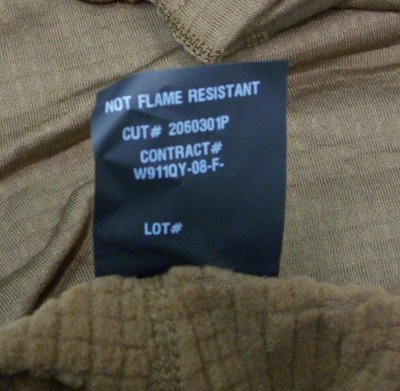 NOT FLAME RESISTANT
CUT# 2060301P
CONTRACT#
W911QY-08-F-
LOT#